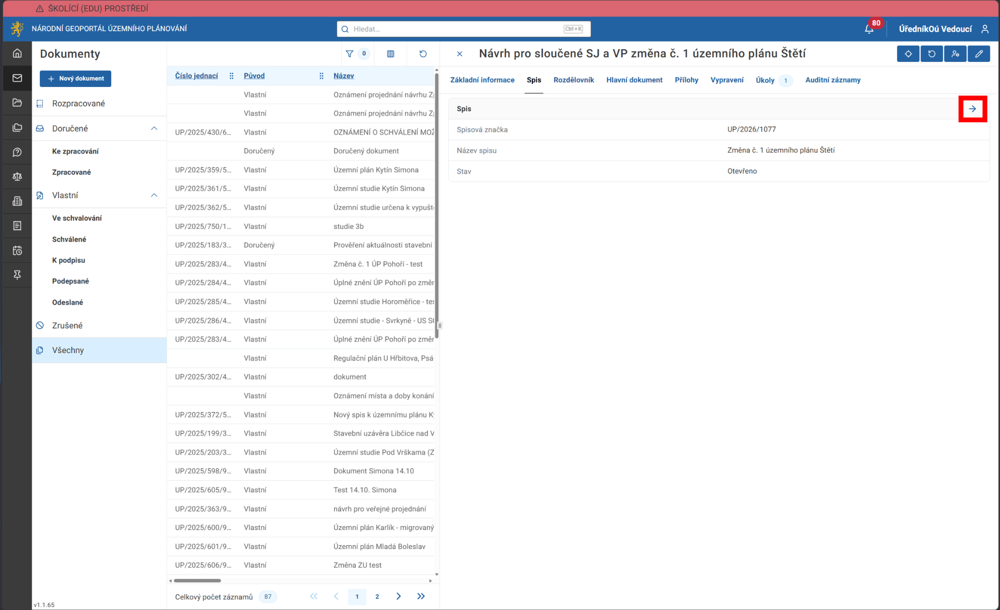 ŠKOLÍCÍ (EDU) PROSTŘEDÍ
NÁRODNÍ GEOPORTÁL ÚZEMNÍHO PLÁNOVÁNÍ
Hledat...
Ctrl+K
80
ÚředníkOú Vedoucí
Dokumenty
Nový dokument
Rozpracované
Doručené
Ke zpracování
Zpracované
Vlastní
Ve schvalování
Schválené
K podpisu
Podepsané
Odeslané
Zrušené
Všechny
v1.1.65
0
Číslo jednací Původ Název
Vlastní Oznámení projednání návrhu Zp
Vlastní Oznámení projednání návrhu Zp
UP/2025/430/6... Vlastní OZNÁMENÍ O SCHVÁLENÍ MOŽ
Doručený Doručený dokument
UP/2025/359/5... Vlastní Územní plán Kytín Simona
UP/2025/361/5... Vlastní Územní studie Kytín Simona
UP/2025/362/5... Vlastní Územní studie určena k vypušt
UP/2025/750/1... Vlastní studie 3b
UP/2025/183/3... Doručený Prověření aktuálnosti stavební
UP/2025/283/4... Vlastní Změna č. 1 ÚP Pohoří - test
UP/2025/284/4... Vlastní Úplné znění ÚP Pohoří po změn
UP/2025/285/4... Vlastní Územní studie Horoměřice - tes
UP/2025/286/4... Vlastní Územní studie - Svrkyně - US S
UP/2025/283/4... Vlastní Úplné znění ÚP Pohoří po změn
Vlastní Regulační plán U Hřbitova, Psá
UP/2025/302/4... Vlastní dokument
Vlastní Oznámení místa a doby konání
UP/2025/372/5... Vlastní Nový spis k územnímu plánu Ky
UP/2025/199/3... Vlastní Stavební uzávěra Libčice nad V
UP/2025/203/3... Vlastní Územní studie Pod Vrškama (Z
UP/2025/598/9... Vlastní Dokument Simona 14.10
UP/2025/605/9... Vlastní Test 14.10. Simona
UP/2025/363/9... Vlastní návrh pro veřejné projednání
UP/2025/600/9... Vlastní Územní plán Karlík - migrovaný
UP/2025/601/9... Vlastní Územní plán Mladá Boleslav
UP/2025/606/9... Vlastní Změna ZU test
Celkový počet záznamů 87
1 2
Návrh pro sloučené SJ a VP změna č. 1 územního plánu Štětí
Základní informace Spis Rozdělovník Hlavní dokument Přílohy Vypravení Úkoly 1 Auditní záznamy
Spis
Spisová značka UP/2026/1077
Název spisu Změna č. 1 územního plánu Štětí
Stav Otevřeno